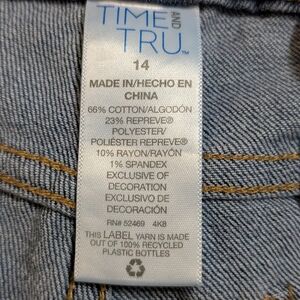 TIME AND
TRU™
14
MADE IN/HECHO EN
CHINA
66% COTTON/ALGODÓN
23% REPREVE®
POLYESTER/
POLIÉSTER REPREVE®
10% RAYON/RAYÓN
1% SPANDEX
EXCLUSIVE OF
DECORATION
EXCLUSIVO DE
DECORACIÓN
RN# 52469 4K8
THIS LABEL YARN IS MADE
OUT OF 100% RECYCLED
PLASTIC BOTTLES